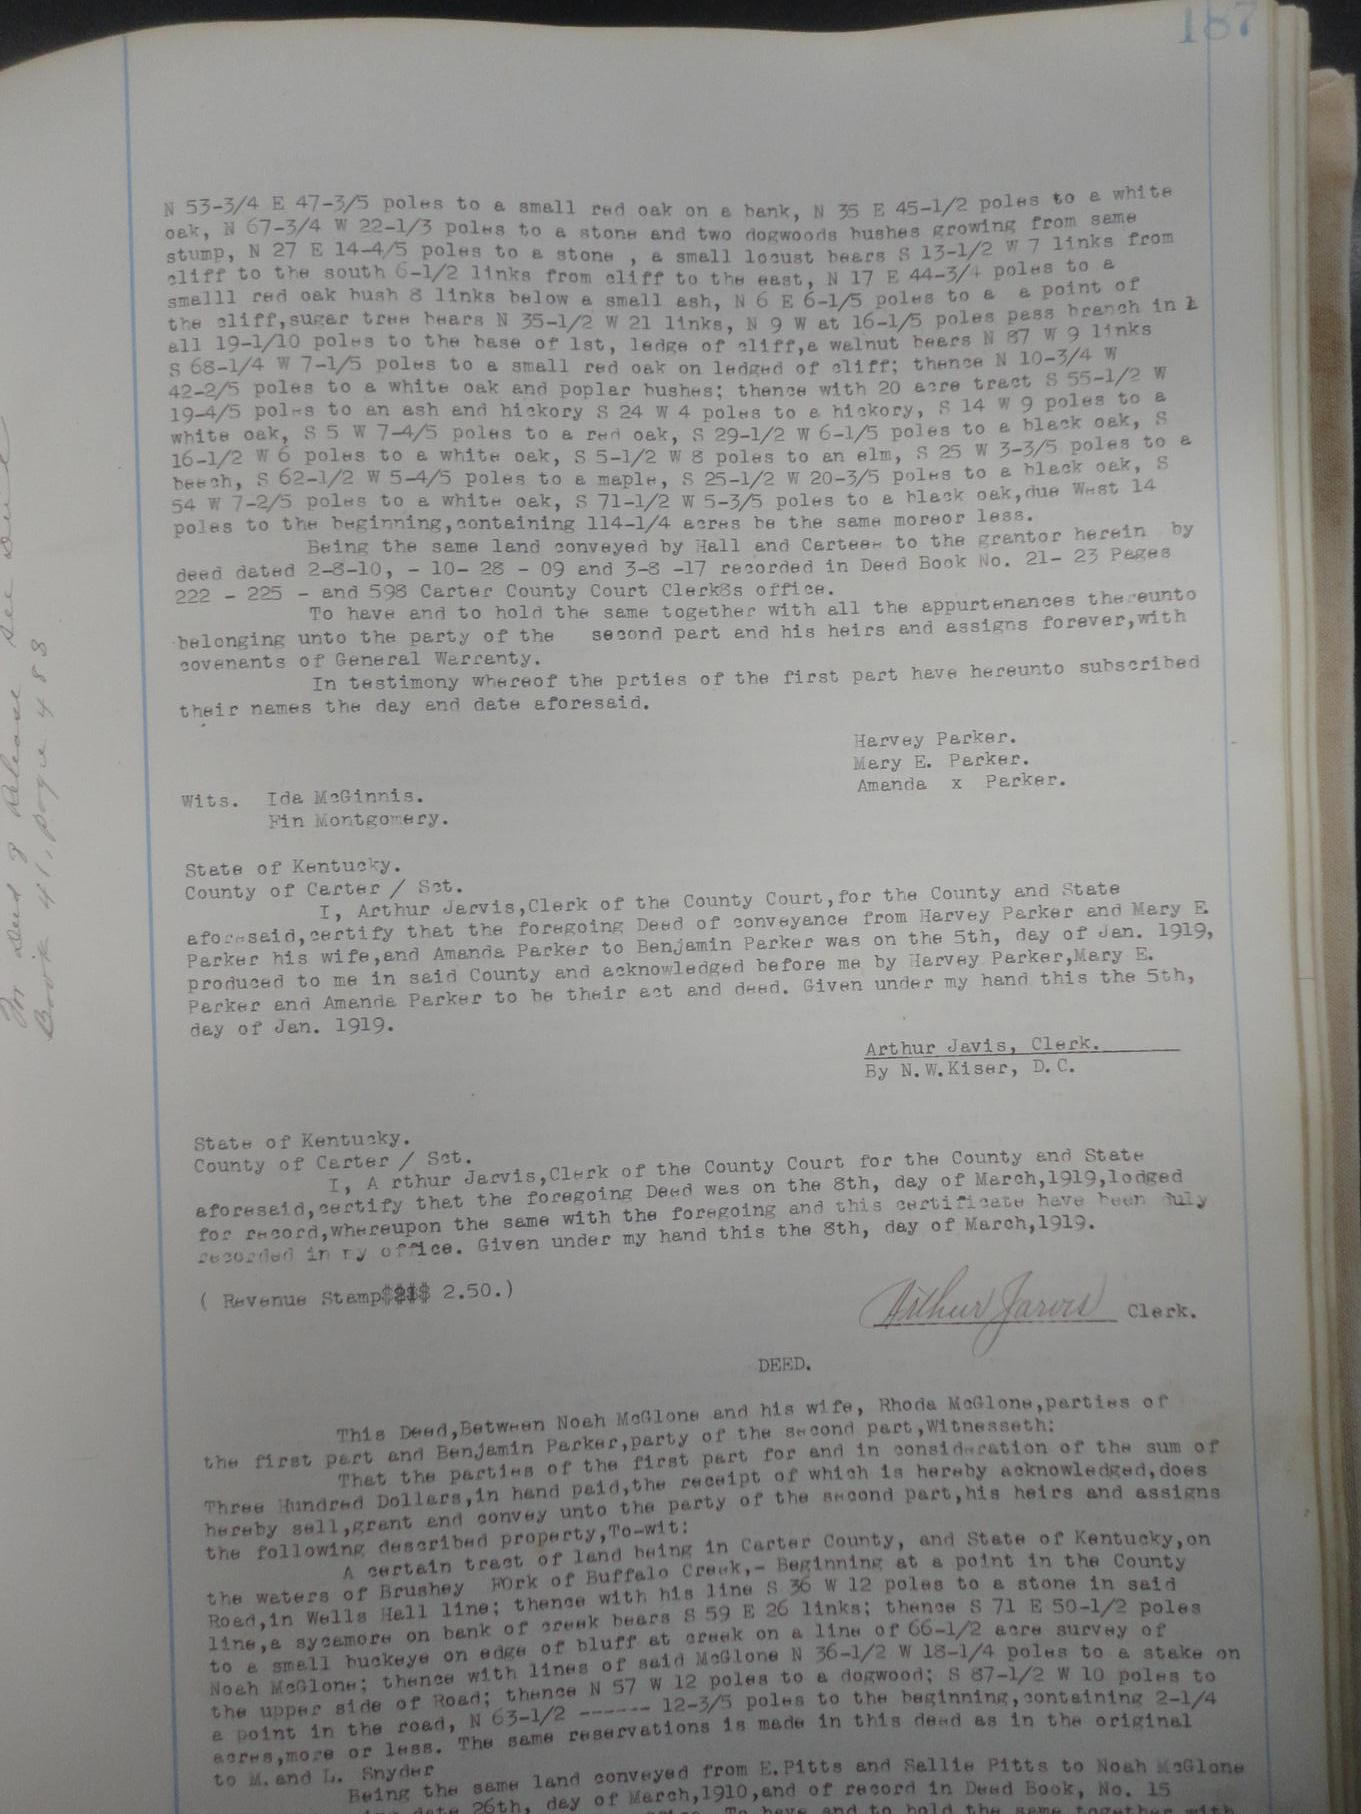 187
N 53-3/4 E 47-3/5 poles to a small red oak on a bank, N 35 E 45-1/2 poles to a white
oak, N 67-3/4 W 22-1/3 poles to a stone and two dogwoods bushes growing from same
stump, N 27 E 14-4/5 poles to a stone , a small locust bears S 13-1/2 W 7 links from
cliff to the south 6-1/2 links from cliff to the east, N 17 E 44-3/4 poles to a
smalll red oak bush 8 links below a small ash, N 6 E 6-1/5 poles to a a point of
the cliff,sugar tree bears N 35-1/2 W 21 links, N 9 W at 16-1/5 poles pass branch in
all 19-1/10 poles to the base of 1st, ledge of cliff,a walnut bears N 87 W 9 links
S 68-1/4 W 7-1/5 poles to a small red oak on ledged of cliff; thence N 10-3/4 W
42-2/5 poles to a white oak and poplar bushes; thence with 20 acre tract S 55-1/2 W
19-4/5 poles to an ash and hickory S 24 W 4 poles to a hickory, S 14 W 9 poles to a
white oak, S 5 W 7-4/5 poles to a red oak, S 29-1/2 W 6-1/5 poles to a black oak, S
16-1/2 W 6 poles to a white oak, S 5-1/2 W 8 poles to an elm, S 25 W 3-3/5 poles to a
beech, S 62-1/2 W 5-4/5 poles to a maple, S 25-1/2 W 20-3/5 poles to a black oak, S
54 W 7-2/5 poles to a white oak, S 71-1/2 W 5-3/5 poles to a black oak,due West 14
poles to the beginning,containing 114-1/4 acres be the same moreor less.
Being the same land conveyed by Hall and Carteer to the grantor herein by
deed dated 2-8-10, - 10- 28 - 09 and 3-8 -17 recorded in Deed Book No. 21- 23 Pages
222 - 225 - and 598 Carter County Court Clerk8s office.
To have and to hold the same together with all the appurtenances thereunto
belonging unto the party of the second part and his heirs and assigns forever,with
covenants of General Warranty.
In testimony whereof the prties of the first part have hereunto subscribed
their names the day and date aforesaid.
Harvey Parker.
Mary E. Parker.
Amanda x Parker.
Wits. Ida McGinnis.
Fin Montgomery.
State of Kentucky.
County of Carter / Sct.
I, Arthur Jarvis,Clerk of the County Court,for the County and State
aforesaid,certify that the foregoing Deed of conveyance from Harvey Parker and Mary E.
Parker his wife,and Amanda Parker to Benjamin Parker was on the 5th, day of Jan. 1919,
produced to me in said County and acknowledged before me by Harvey Parker,Mary E.
Parker and Amanda Parker to be their act and deed. Given under my hand this the 5th,
day of Jan. 1919.
Arthur Javis, Clerk.
By N.W.Kiser, D.C.
State of Kentucky.
County of Carter / Sct.
I, A rthur Jarvis,Clerk of the County Court for the County and State
aforesaid,certify that the foregoing Deed was on the 8th, day of March,1919,lodged
for record,whereupon the same with the foregoing and this certificate have been duly
recorded in my office. Given under my hand this the 8th, day of March,1919.
( Revenue Stamp $ 2.50.)
Arthur Jarvis Clerk.
DEED.
This Deed,Between Noah McGlone and his wife, Rhoda McGlone,parties of
the first part and Benjamin Parker,party of the second part,Witnesseth:
That the parties of the first part for and in consideration of the sum of
Three Hundred Dollars,in hand paid,the receipt of which is hereby acknowledged,does
hereby sell,grant and convey unto the party of the second part,his heirs and assigns
the following described property,To-wit:
A certain tract of land being in Carter County, and State of Kentucky,on
the waters of Brushey FOrk of Buffalo Creek,- Beginning at a point in the County
Road,in Wells Hall line; thence with his line S 36 W 12 poles to a stone in said
line,a sycamore on bank of creek bears S 59 E 26 links; thence S 71 E 50-1/2 poles
to a small buckeye on edge of bluff at creek on a line of 66-1/2 acre survey of
Noah McGlone; thence with lines of said McGlone N 36-1/2 W 18-1/4 poles to a stake on
the upper side of Road; thence N 57 W 12 poles to a dogwood; S 87-1/2 W 10 poles to
a point in the road, N 63-1/2 ------ 12-3/5 poles to the beginning,containing 2-1/4
acres,more or less. The same reservations is made in this deed as in the original
to M. and L. Snyder
Being the same land conveyed from E.Pitts and Sallie Pitts to Noah McGlone
date 26th, day of March,1910,and of record in Deed Book, No. 15
To have and to hold the same together with
Release see Deed
Book 41, page 488